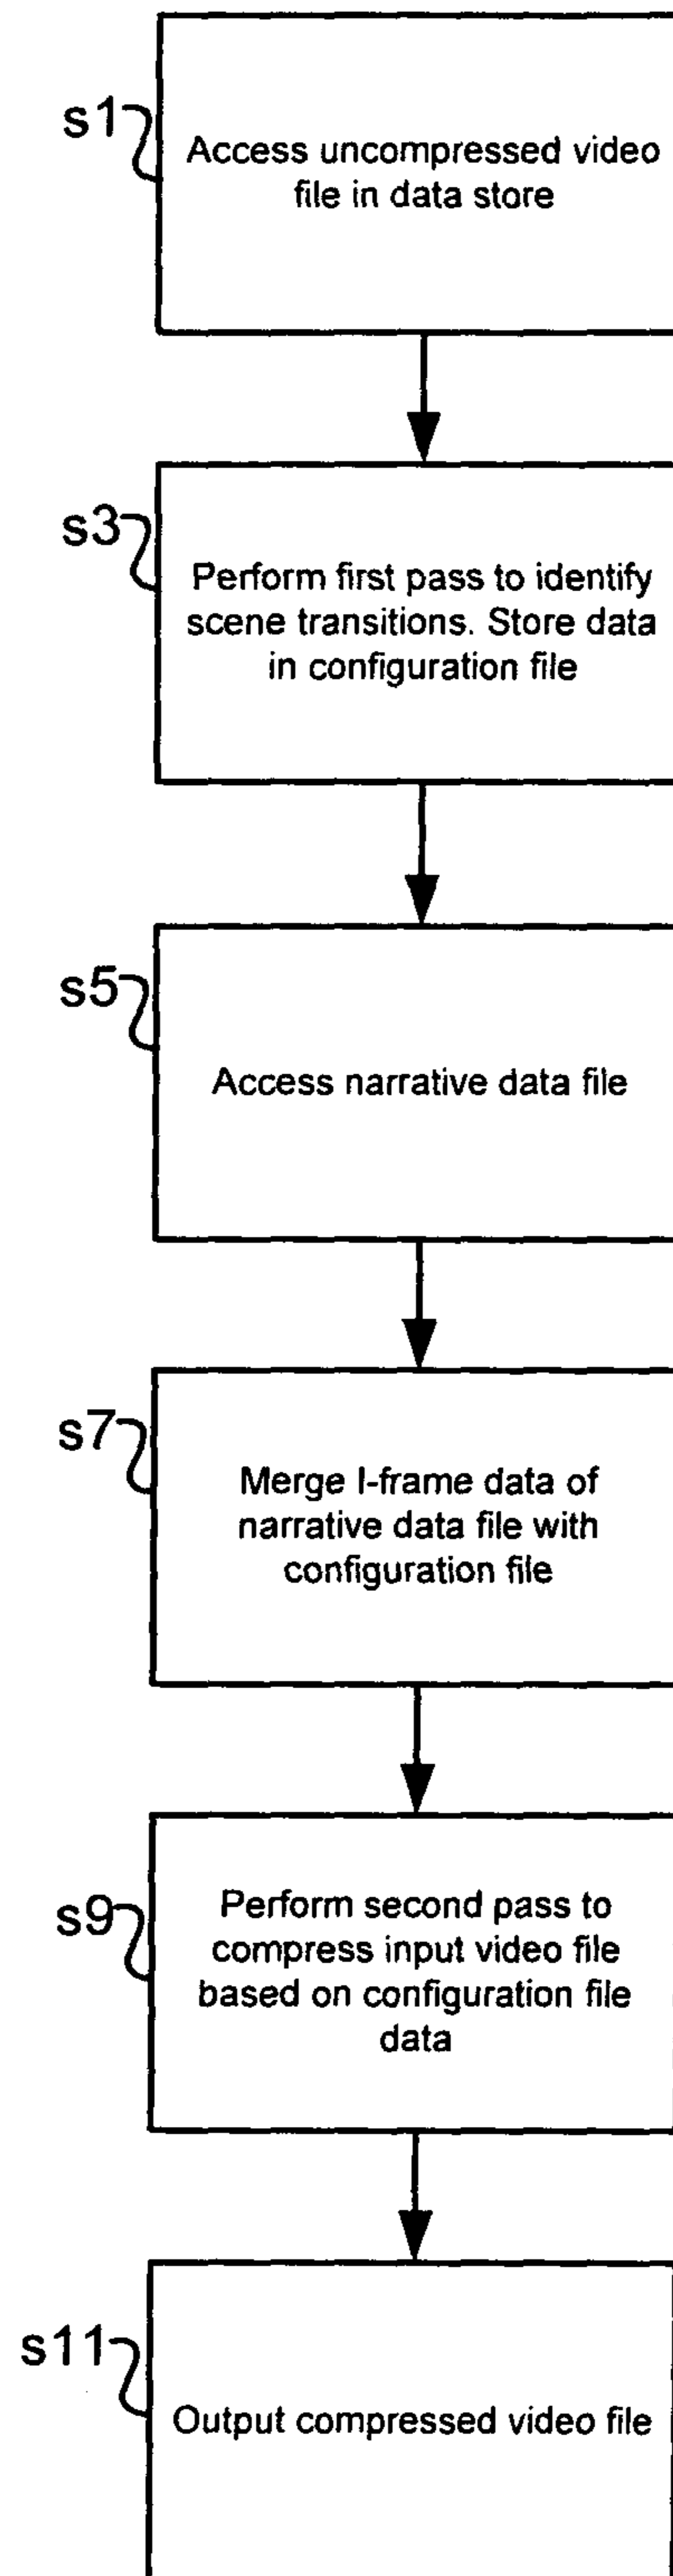 s1
Access uncompressed video
file in data store
s3
Perform first pass to identify
scene transitions. Store data
in configuration file
s5
Access narrative data file
s7
Merge I-frame data of
narrative data file with
configuration file
s9
Perform second pass to
compress input video file
based on configuration file
data
s11
Output compressed video file